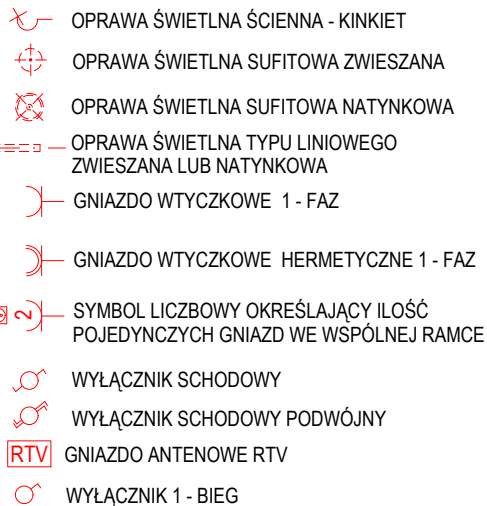 OPRAWA ŚWIETLNA ŚCIENNA - KINKIET
OPRAWA ŚWIETLNA SUFITOWA ZWIESZANA
OPRAWA ŚWIETLNA SUFITOWA NATYNKOWA
OPRAWA ŚWIETLNA TYPU LINIOWEGO
ZWIESZANA LUB NATYNKOWA
GNIAZDO WTYCZKOWE 1 - FAZ
GNIAZDO WTYCZKOWE HERMETYCZNE 1 - FAZ
2 SYMBOL LICZBOWY OKREŚLAJĄCY ILOŚĆ
POJEDYNCZYCH GNIAZD WE WSPÓLNEJ RAMCE
WYŁĄCZNIK SCHODOWY
WYŁĄCZNIK SCHODOWY PODWÓJNY
RTV GNIAZDO ANTENOWE RTV
WYŁĄCZNIK 1 - BIEG